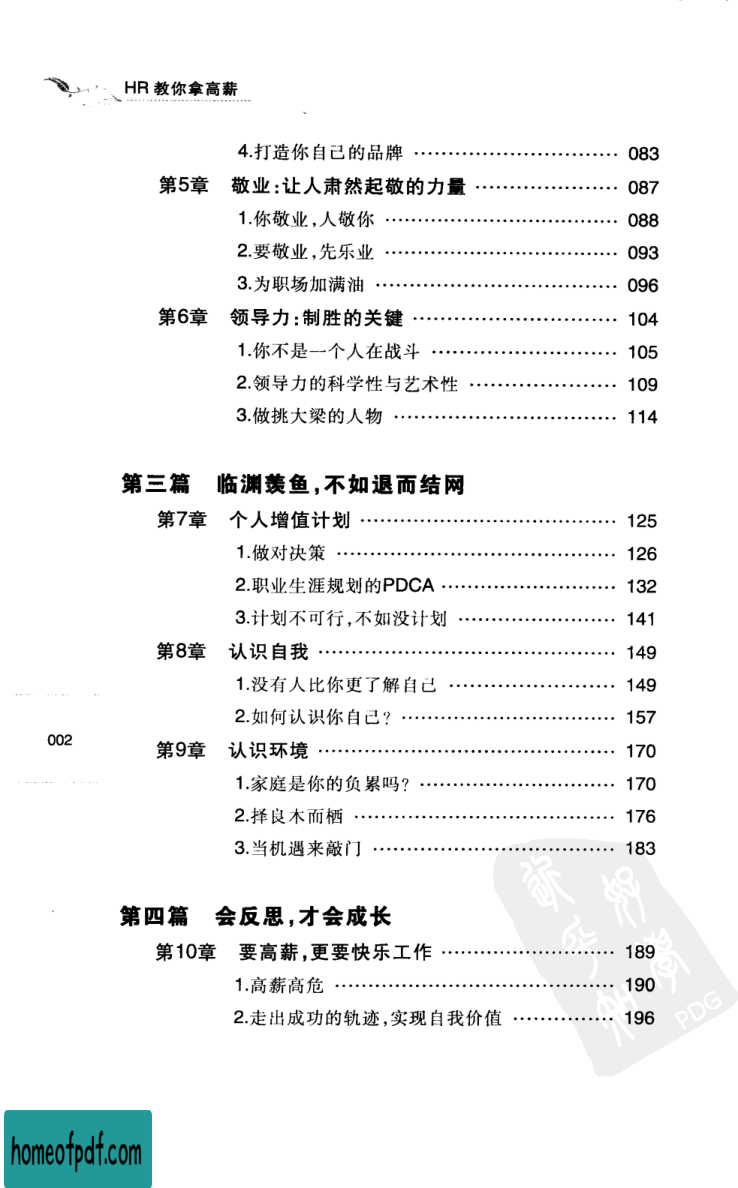 HR教你拿高薪
4.打造你自己的品牌 ………………………… 083
第5章 敬业:让人肃然起敬的力量 ………………… 087
1.你敬业,人敬你 …………………………… 088
2.要敬业,先乐业 …………………………… 093
3.为职场加满油 ……………………………… 096
第6章 领导力:制胜的关键 ………………………… 104
1.你不是一个人在战斗 ……………………… 105
2.领导力的科学性与艺术性 ………………… 109
3.做挑大梁的人物 …………………………… 114
第三篇 临渊羡鱼,不如退而结网
第7章 个人增值计划 ………………………………… 125
1.做对决策 …………………………………… 126
2.职业生涯规划的PDCA …………………… 132
3.计划不可行,不如没计划 ………………… 141
第8章 认识自我 ……………………………………… 149
1.没有人比你更了解自己 …………………… 149
2.如何认识你自己? ………………………… 157
002
第9章 认识环境 ……………………………………… 170
1.家庭是你的负累吗? ……………………… 170
2.择良木而栖 ………………………………… 176
3.当机遇来敲门 ……………………………… 183
第四篇 会反思,才会成长
第10章 要高薪,更要快乐工作 ……………………… 189
1.高薪高危 …………………………………… 190
2.走出成功的轨迹,实现自我价值 …………… 196
PDG
homeofpdf.com